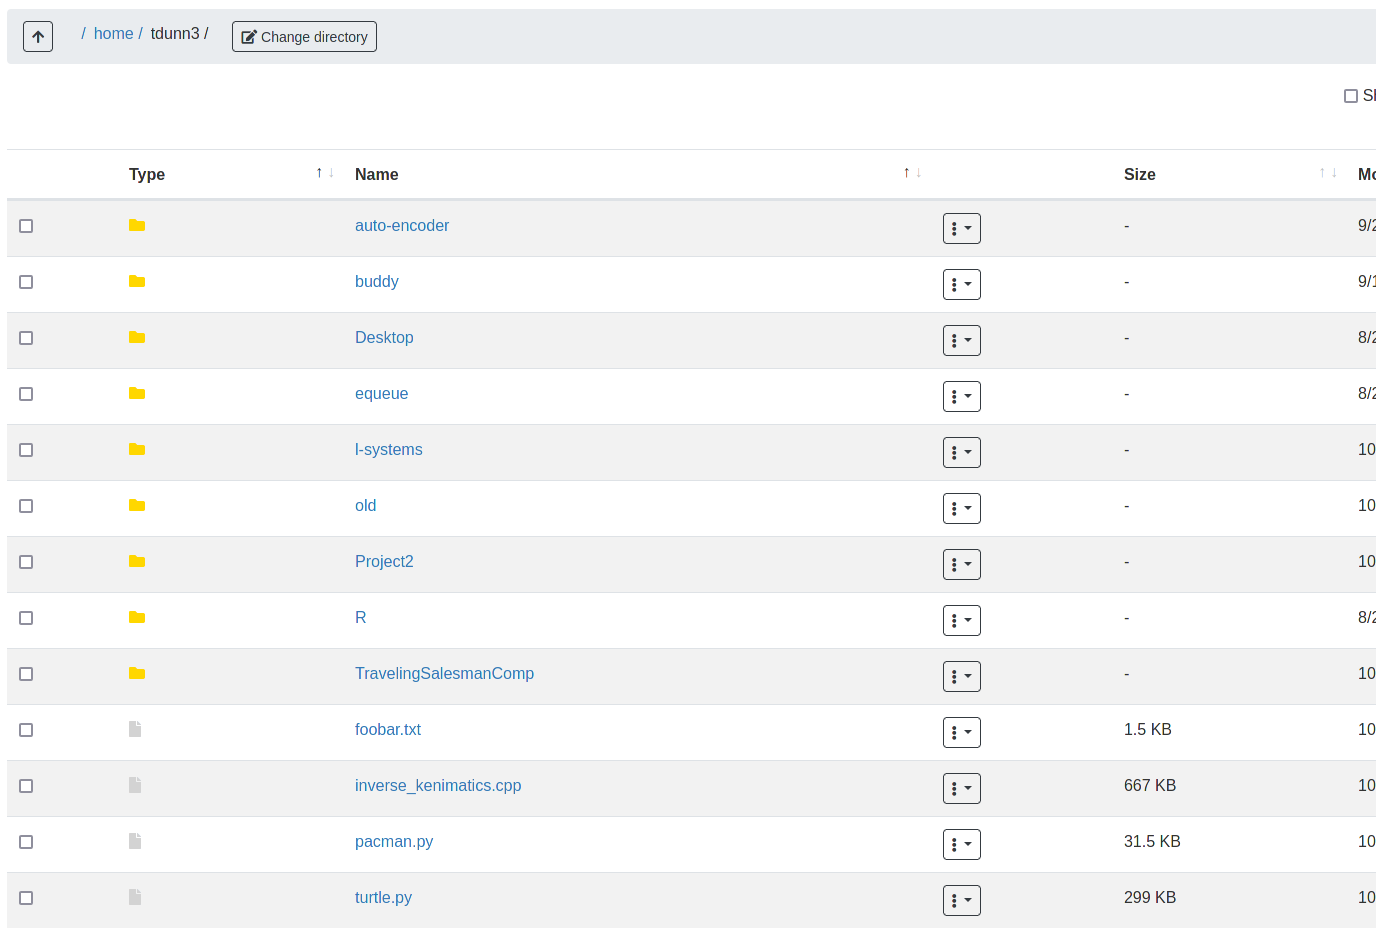 / home / tdunn3 / Change directory
Type ↑↓ Name ↑↓ Size ↑↓
auto-encoder - 9/2
buddy - 9/1
Desktop - 8/2
equeue - 8/2
l-systems - 10
old - 10
Project2 - 10
R - 8/2
TravelingSalesmanComp - 10
foobar.txt 1.5 KB 10
inverse_kenimatics.cpp 667 KB 10
pacman.py 31.5 KB 10
turtle.py 299 KB 10